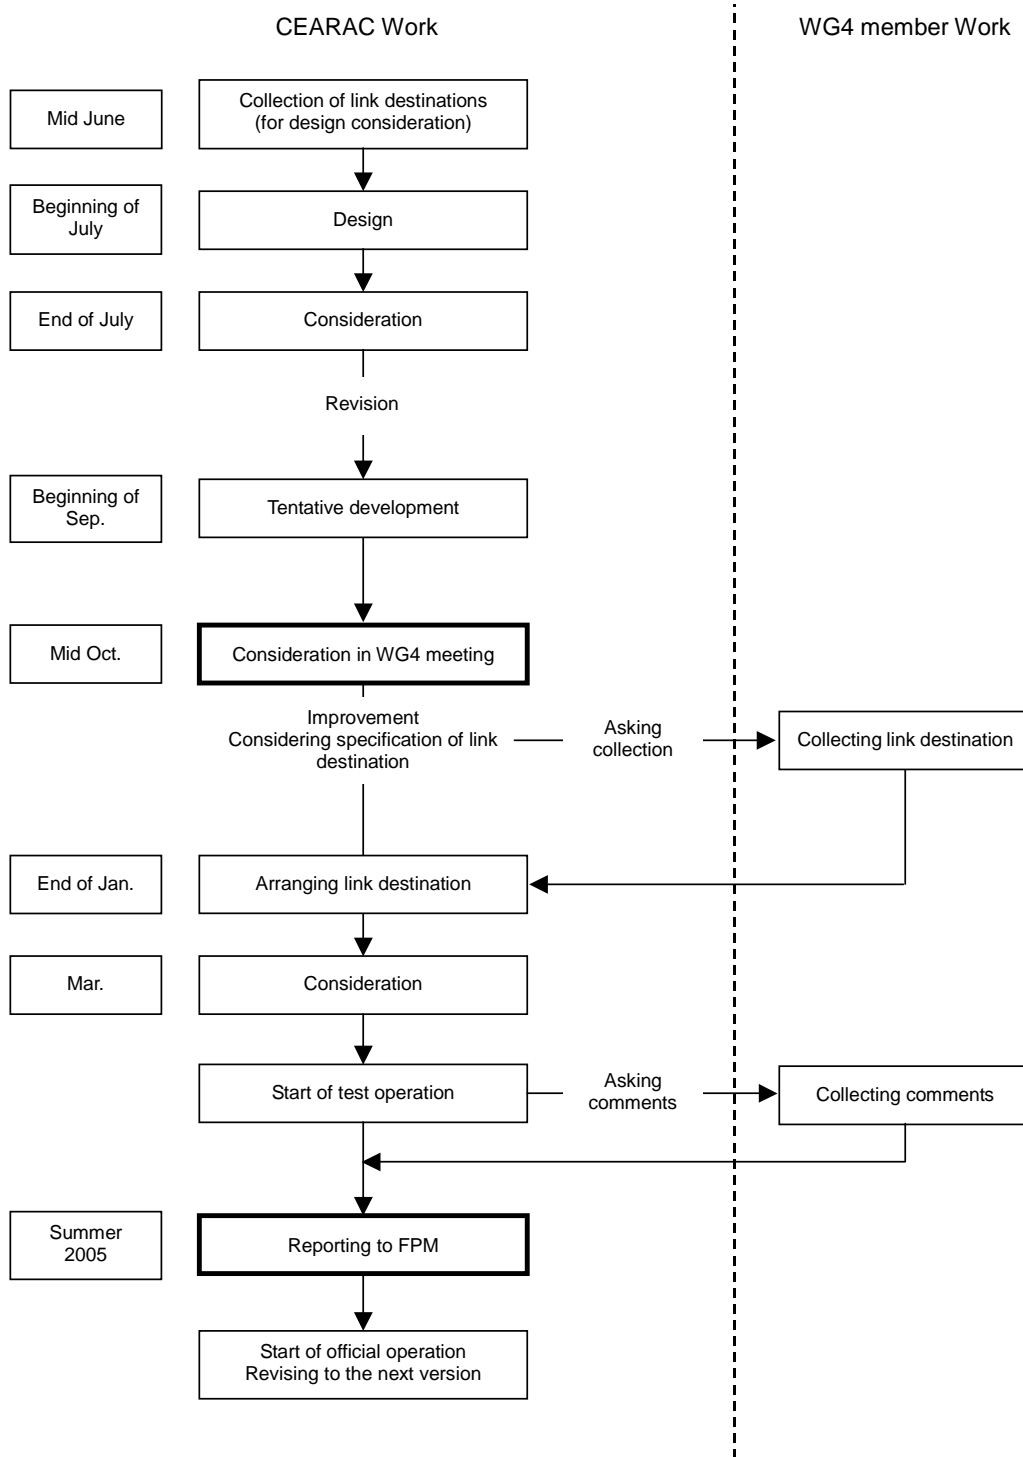 CEARAC Work
WG4 member Work
Mid June
Collection of link destinations
(for design consideration)
Beginning of
July
Design
End of July
Consideration
Revision
Beginning of
Sep.
Tentative development
Mid Oct.
Consideration in WG4 meeting
Improvement
Considering specification of link
destination
Asking
collection
Collecting link destination
End of Jan.
Arranging link destination
Mar.
Consideration
Start of test operation
Asking
comments
Collecting comments
Summer
2005
Reporting to FPM
Start of official operation
Revising to the next version